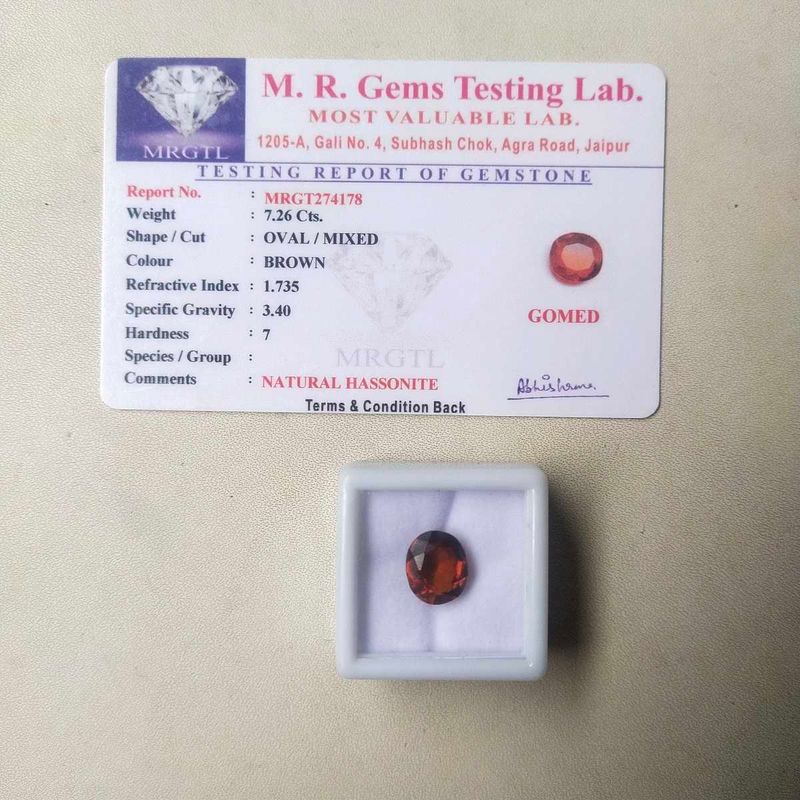 M. R. Gems Testing Lab.
MOST VALUABLE LAB.
1205-A, Gali No. 4, Subhash Chok, Agra Road, Jaipur
MRGTL
TESTING REPORT OF GEMSTONE
Report No. : MRGT274178
Weight : 7.26 Cts.
Shape / Cut : OVAL / MIXED
Colour : BROWN
Refractive Index : 1.735
Specific Gravity : 3.40
Hardness : 7
Species / Group :
Comments : NATURAL HASSONITE
GOMED
MRGTL
Terms & Condition Back